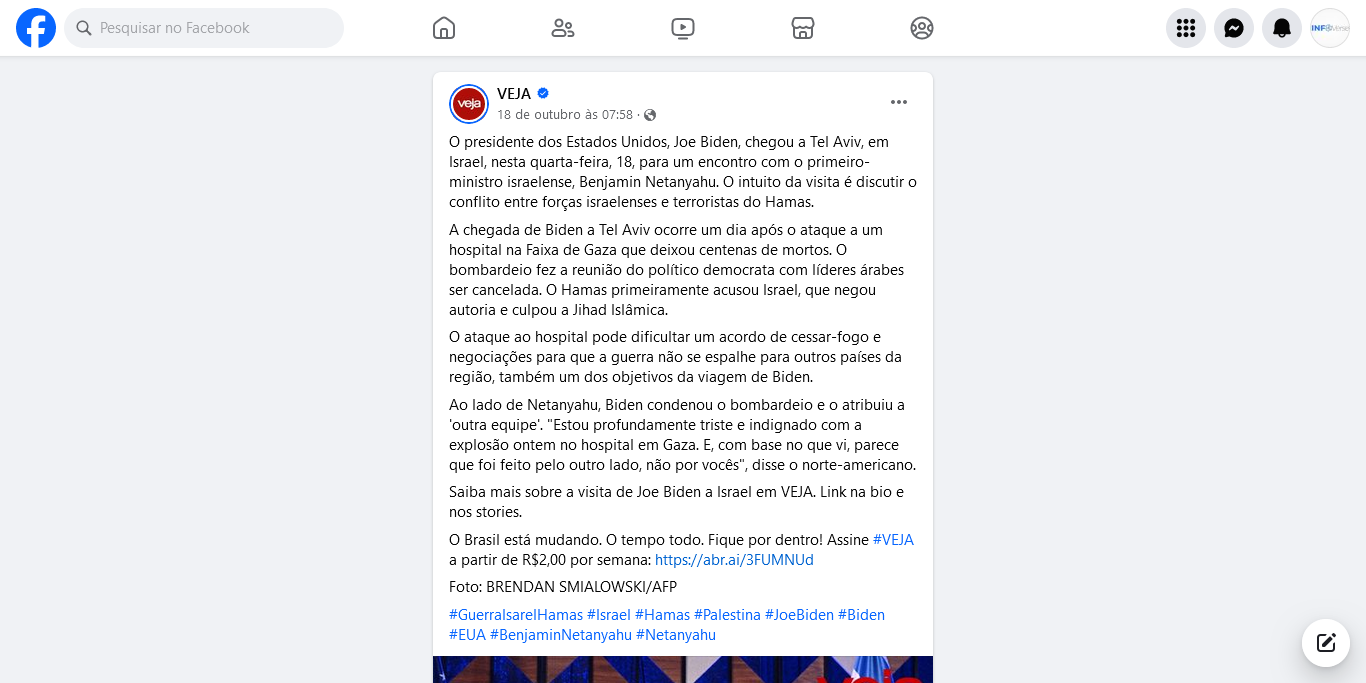 Pesquisar no Facebook
INFOVerse
veja
VEJA
18 de outubro às 07:58 ·
O presidente dos Estados Unidos, Joe Biden, chegou a Tel Aviv, em
Israel, nesta quarta-feira, 18, para um encontro com o primeiro-
ministro israelense, Benjamin Netanyahu. O intuito da visita é discutir o
conflito entre forças israelenses e terroristas do Hamas.
A chegada de Biden a Tel Aviv ocorre um dia após o ataque a um
hospital na Faixa de Gaza que deixou centenas de mortos. O
bombardeio fez a reunião do político democrata com líderes árabes
ser cancelada. O Hamas primeiramente acusou Israel, que negou
autoria e culpou a Jihad Islâmica.
O ataque ao hospital pode dificultar um acordo de cessar-fogo e
negociações para que a guerra não se espalhe para outros países da
região, também um dos objetivos da viagem de Biden.
Ao lado de Netanyahu, Biden condenou o bombardeio e o atribuiu a
'outra equipe'. "Estou profundamente triste e indignado com a
explosão ontem no hospital em Gaza. E, com base no que vi, parece
que foi feito pelo outro lado, não por vocês", disse o norte-americano.
Saiba mais sobre a visita de Joe Biden a Israel em VEJA. Link na bio e
nos stories.
O Brasil está mudando. O tempo todo. Fique por dentro! Assine #VEJA
a partir de R$2,00 por semana: https://abr.ai/3FUMNUd
Foto: BRENDAN SMIALOWSKI/AFP
#GuerraIsarelHamas #Israel #Hamas #Palestina #JoeBiden #Biden
#EUA #BenjaminNetanyahu #Netanyahu